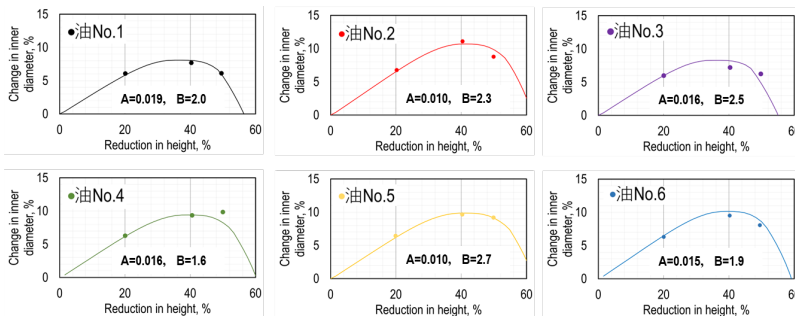 油No.1
Change in inner
diameter, %
15
10
5
0
A=0.019， B=2.0
0 20 40 60
Reduction in height, %
油No.2
Change in inner
diameter, %
15
10
5
0
A=0.010， B=2.3
0 20 40 60
Reduction in height, %
油No.3
Change in inner
diameter, %
15
10
5
0
A=0.016， B=2.5
0 20 40 60
Reduction in height, %
油No.4
Change in inner
diameter, %
15
10
5
0
A=0.016， B=1.6
0 20 40 60
Reduction in height, %
油No.5
Change in inner
diameter, %
15
10
5
0
A=0.010， B=2.7
0 20 40 60
Reduction in height, %
油No.6
Change in inner
diameter, %
15
10
5
0
A=0.015， B=1.9
0 20 40 60
Reduction in height, %